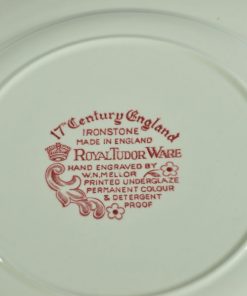 17th Century England
IRONSTONE
MADE IN ENGLAND
ROYAL TUDOR WARE
HAND ENGRAVED BY
W.N. MELLOR
PRINTED UNDERGLAZE
PERMANENT COLOUR
& DETERGENT
PROOF